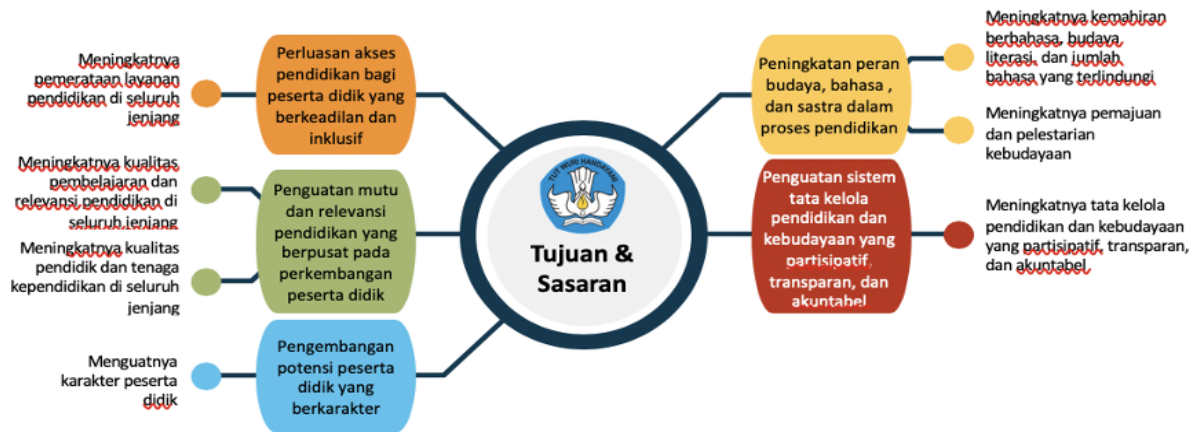 Meningkatnya
pemerataan layanan
pendidikan di seluruh
jenjang
Perluasan akses
pendidikan bagi
peserta didik yang
berkeadilan dan
inklusif
Meningkatnya kualitas
pembelajaran dan
relevansi pendidikan di
seluruh jenjang
Meningkatnya kualitas
pendidik dan tenaga
kependidikan di seluruh
jenjang
Penguatan mutu
dan relevansi
pendidikan yang
berpusat pada
perkembangan
peserta didik
Menguatnya
karakter peserta
didik
Pengembangan
potensi peserta
didik yang
berkarakter
TUT WURI HANDAYANI
Tujuan &
Sasaran
Peningkatan peran
budaya, bahasa ,
dan sastra dalam
proses pendidikan
Meningkatnya kemahiran
berbahasa, budaya
literasi, dan jumlah
bahasa yang terlindungi
Meningkatnya pemajuan
dan pelestarian
kebudayaan
Penguatan sistem
tata kelola
pendidikan dan
kebudayaan yang
partisipatif,
transparan, dan
akuntabel
Meningkatnya tata kelola
pendidikan dan kebudayaan
yang partisipatif, transparan,
dan akuntabel